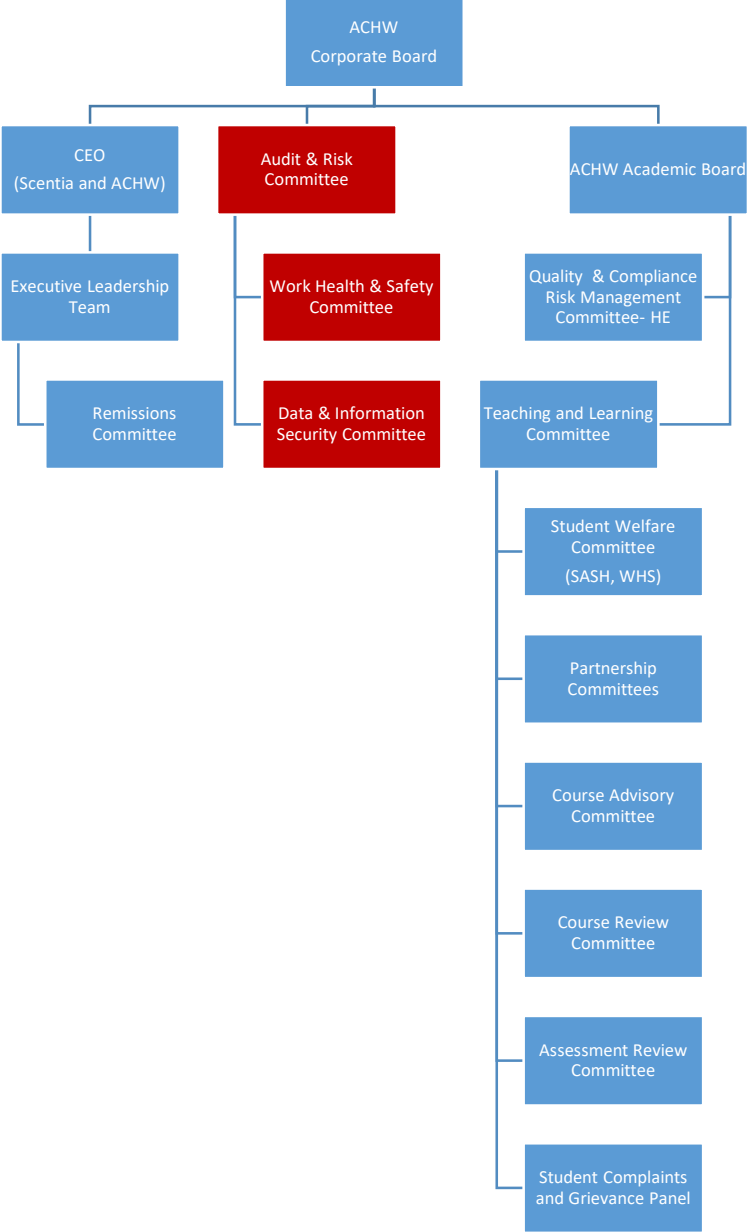 ACHW
Corporate Board
CEO
(Scentia and ACHW)
Audit & Risk
Committee
ACHW Academic Board
Executive Leadership
Team
Work Health & Safety
Committee
Quality  & Compliance
Risk Management
Committee- HE
Remissions
Committee
Data & Information
Security Committee
Teaching and Learning
Committee
Student Welfare
Committee
(SASH, WHS)
Partnership
Committees
Course Advisory
Committee
Course Review
Committee
Assessment Review
Committee
Student Complaints
and Grievance Panel